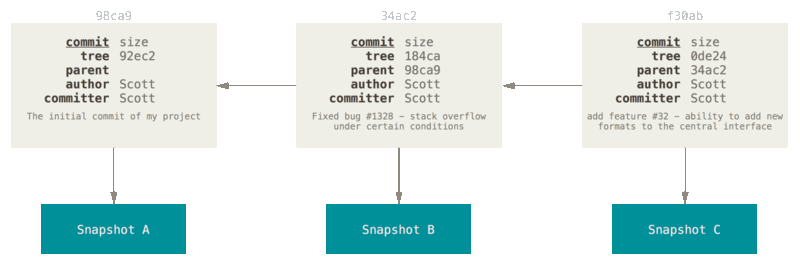 98ca9
commit size
tree 92ec2
parent
author Scott
committer Scott
The initial commit of my project
Snapshot A
34ac2
commit size
tree 184ca
parent 98ca9
author Scott
committer Scott
Fixed bug #1328 – stack overflow
under certain conditions
Snapshot B
f30ab
commit size
tree 0de24
parent 34ac2
author Scott
committer Scott
add feature #32 – ability to add new
formats to the central interface
Snapshot C